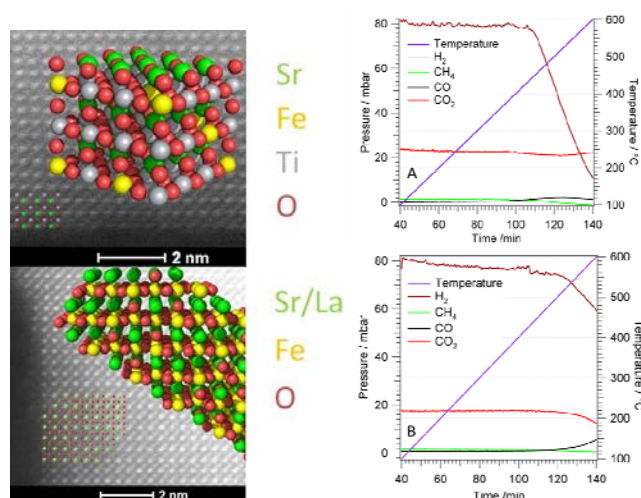 Sr
Fe
Ti
O
2 nm
Sr/La
Fe
O
2 nm
80
60
40
20
0
Pressure / mbar
Temperature
H₂
CH₄
CO
CO₂
A
600
500
400
300
200
100
Temperature / °C
40 60 80 100 120 140
Time /min
80
60
40
20
0
Pressure / mbar
Temperature
H₂
CH₄
CO
CO₂
B
600
500
400
300
200
100
Temperature / °C
40 60 80 100 120 140
Time /min